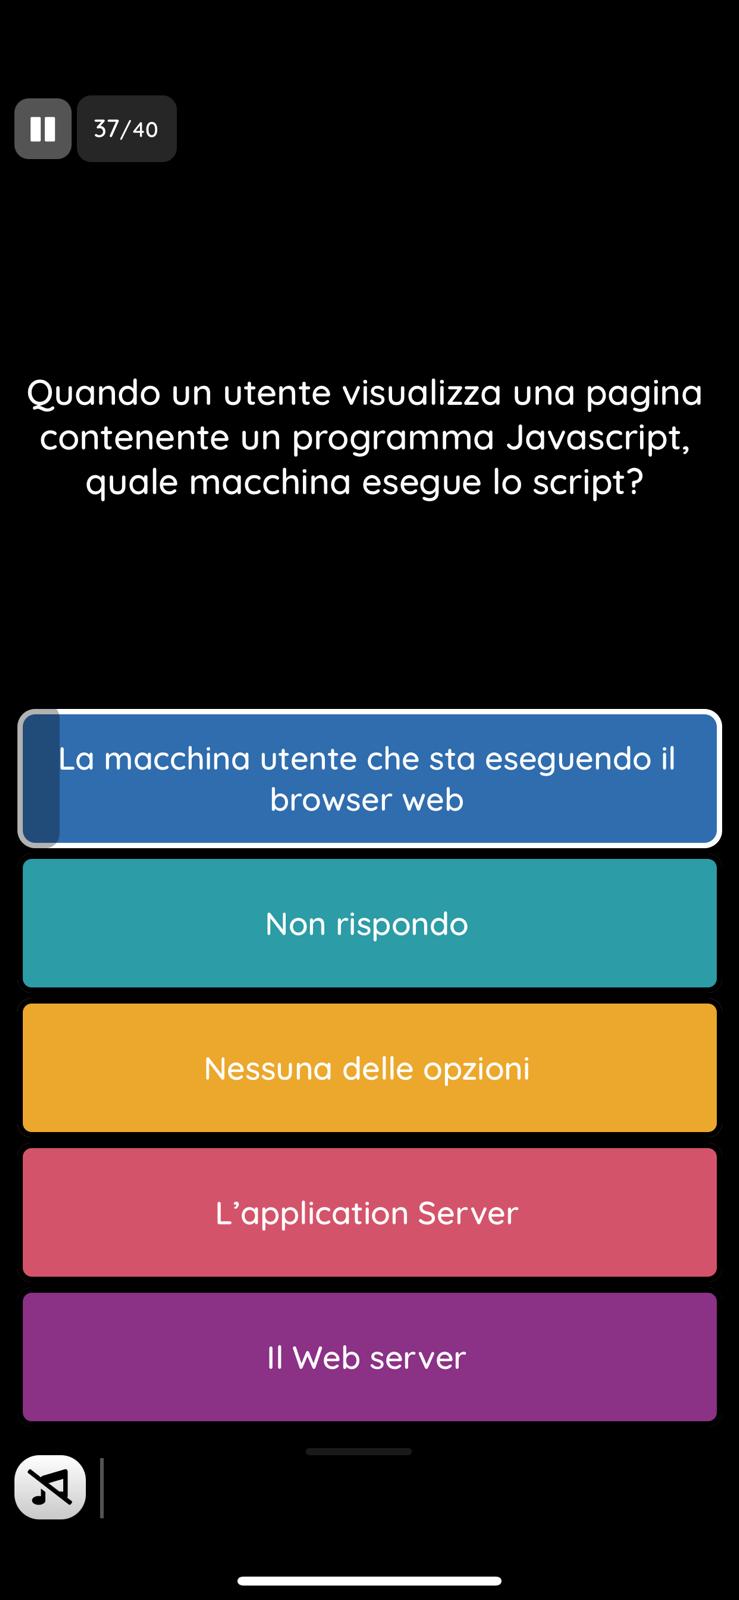 37/40
Quando un utente visualizza una pagina
contenente un programma Javascript,
quale macchina esegue lo script?
La macchina utente che sta eseguendo il
browser web
Non rispondo
Nessuna delle opzioni
L’application Server
Il Web server